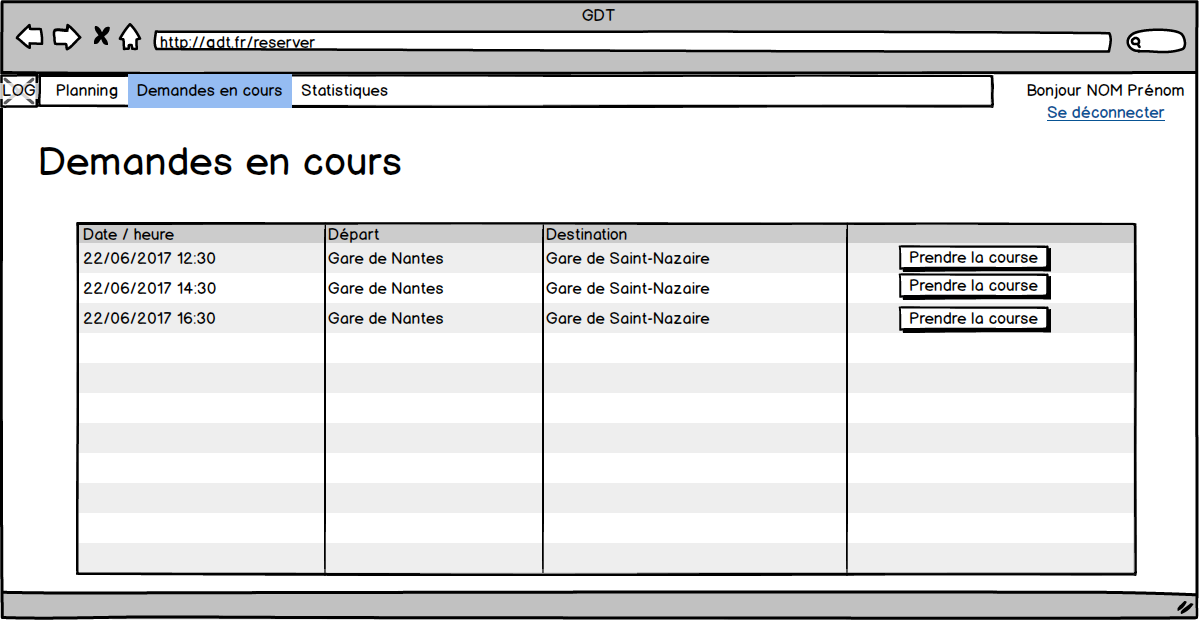 GDT
http://gdt.fr/reserver
LOG Planning Demandes en cours Statistiques Bonjour NOM Prénom
Se déconnecter
Demandes en cours
Date / heure Départ Destination
22/06/2017 12:30 Gare de Nantes Gare de Saint-Nazaire Prendre la course
22/06/2017 14:30 Gare de Nantes Gare de Saint-Nazaire Prendre la course
22/06/2017 16:30 Gare de Nantes Gare de Saint-Nazaire Prendre la course